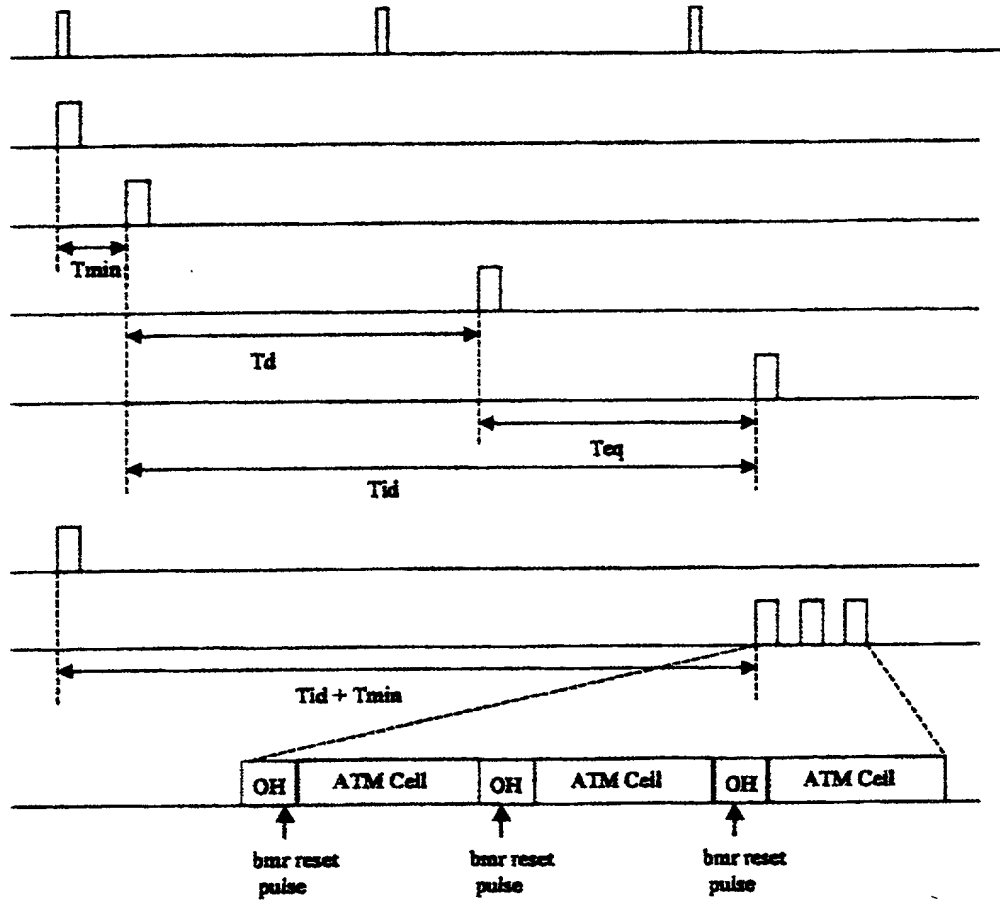 Tmin
Td
Teq
Tid
Tid + Tmin
OH ATM Cell OH ATM Cell OH ATM Cell
bmr reset bmr reset bmr reset
pulse pulse pulse